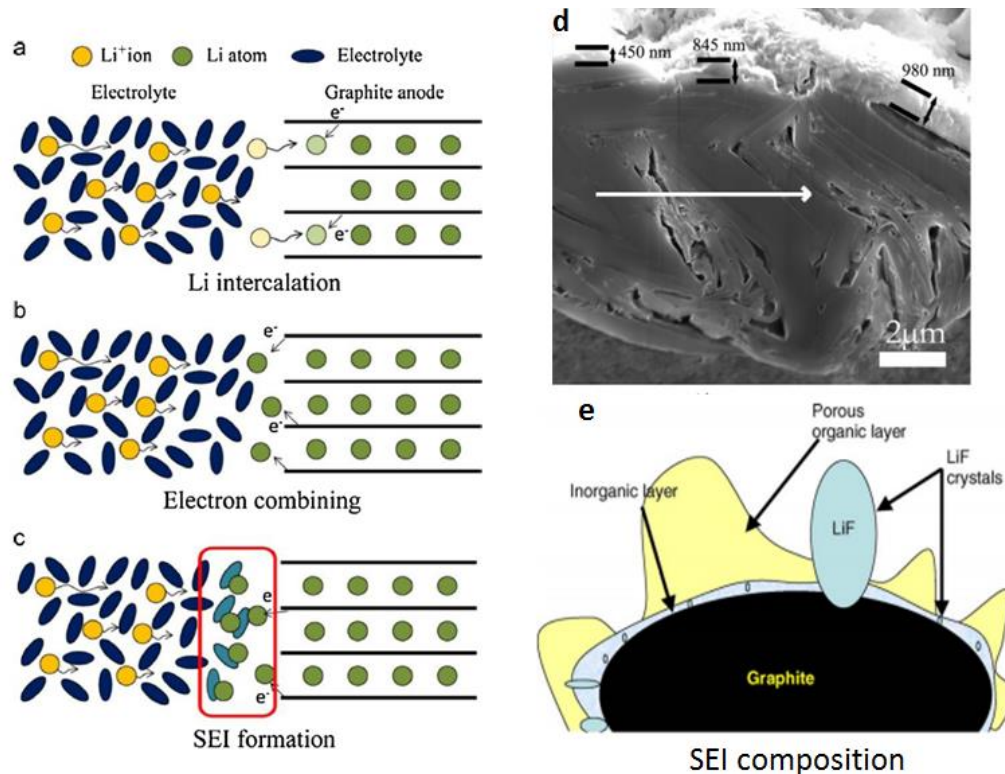 a
Li⁺ion Li atom Electrolyte
Electrolyte Graphite anode
e⁻
e⁻
Li intercalation
b
e⁻
e⁻
Electron combining
c
e
e⁻
SEI formation
d
450 nm
845 nm
980 nm
2μm
e
Porous
organic layer
LiF
crystals
Inorganic layer
LiF
Graphite
SEI composition